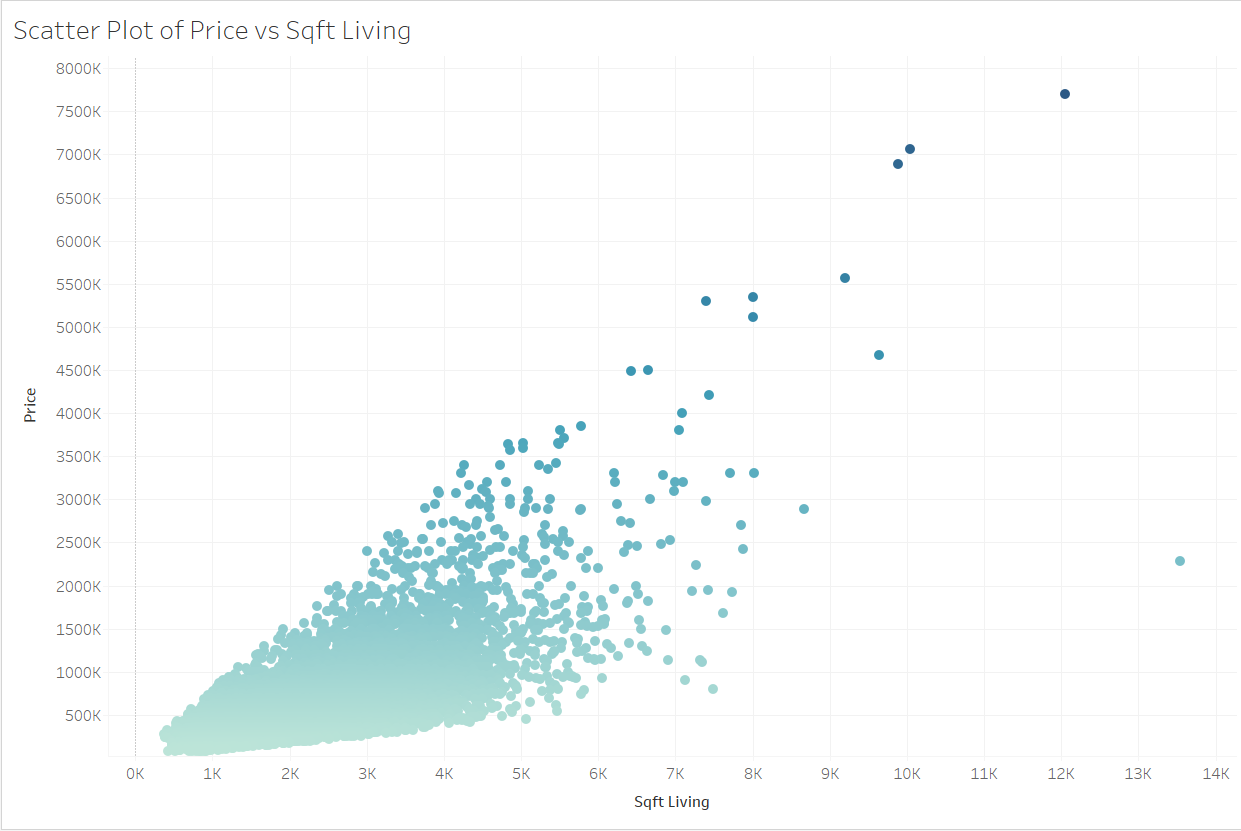 Scatter Plot of Price vs Sqft Living
8000K
7500K
7000K
6500K
6000K
5500K
5000K
4500K
4000K
3500K
3000K
2500K
2000K
1500K
1000K
500K
Price
0K 1K 2K 3K 4K 5K 6K 7K 8K 9K 10K 11K 12K 13K 14K
Sqft Living